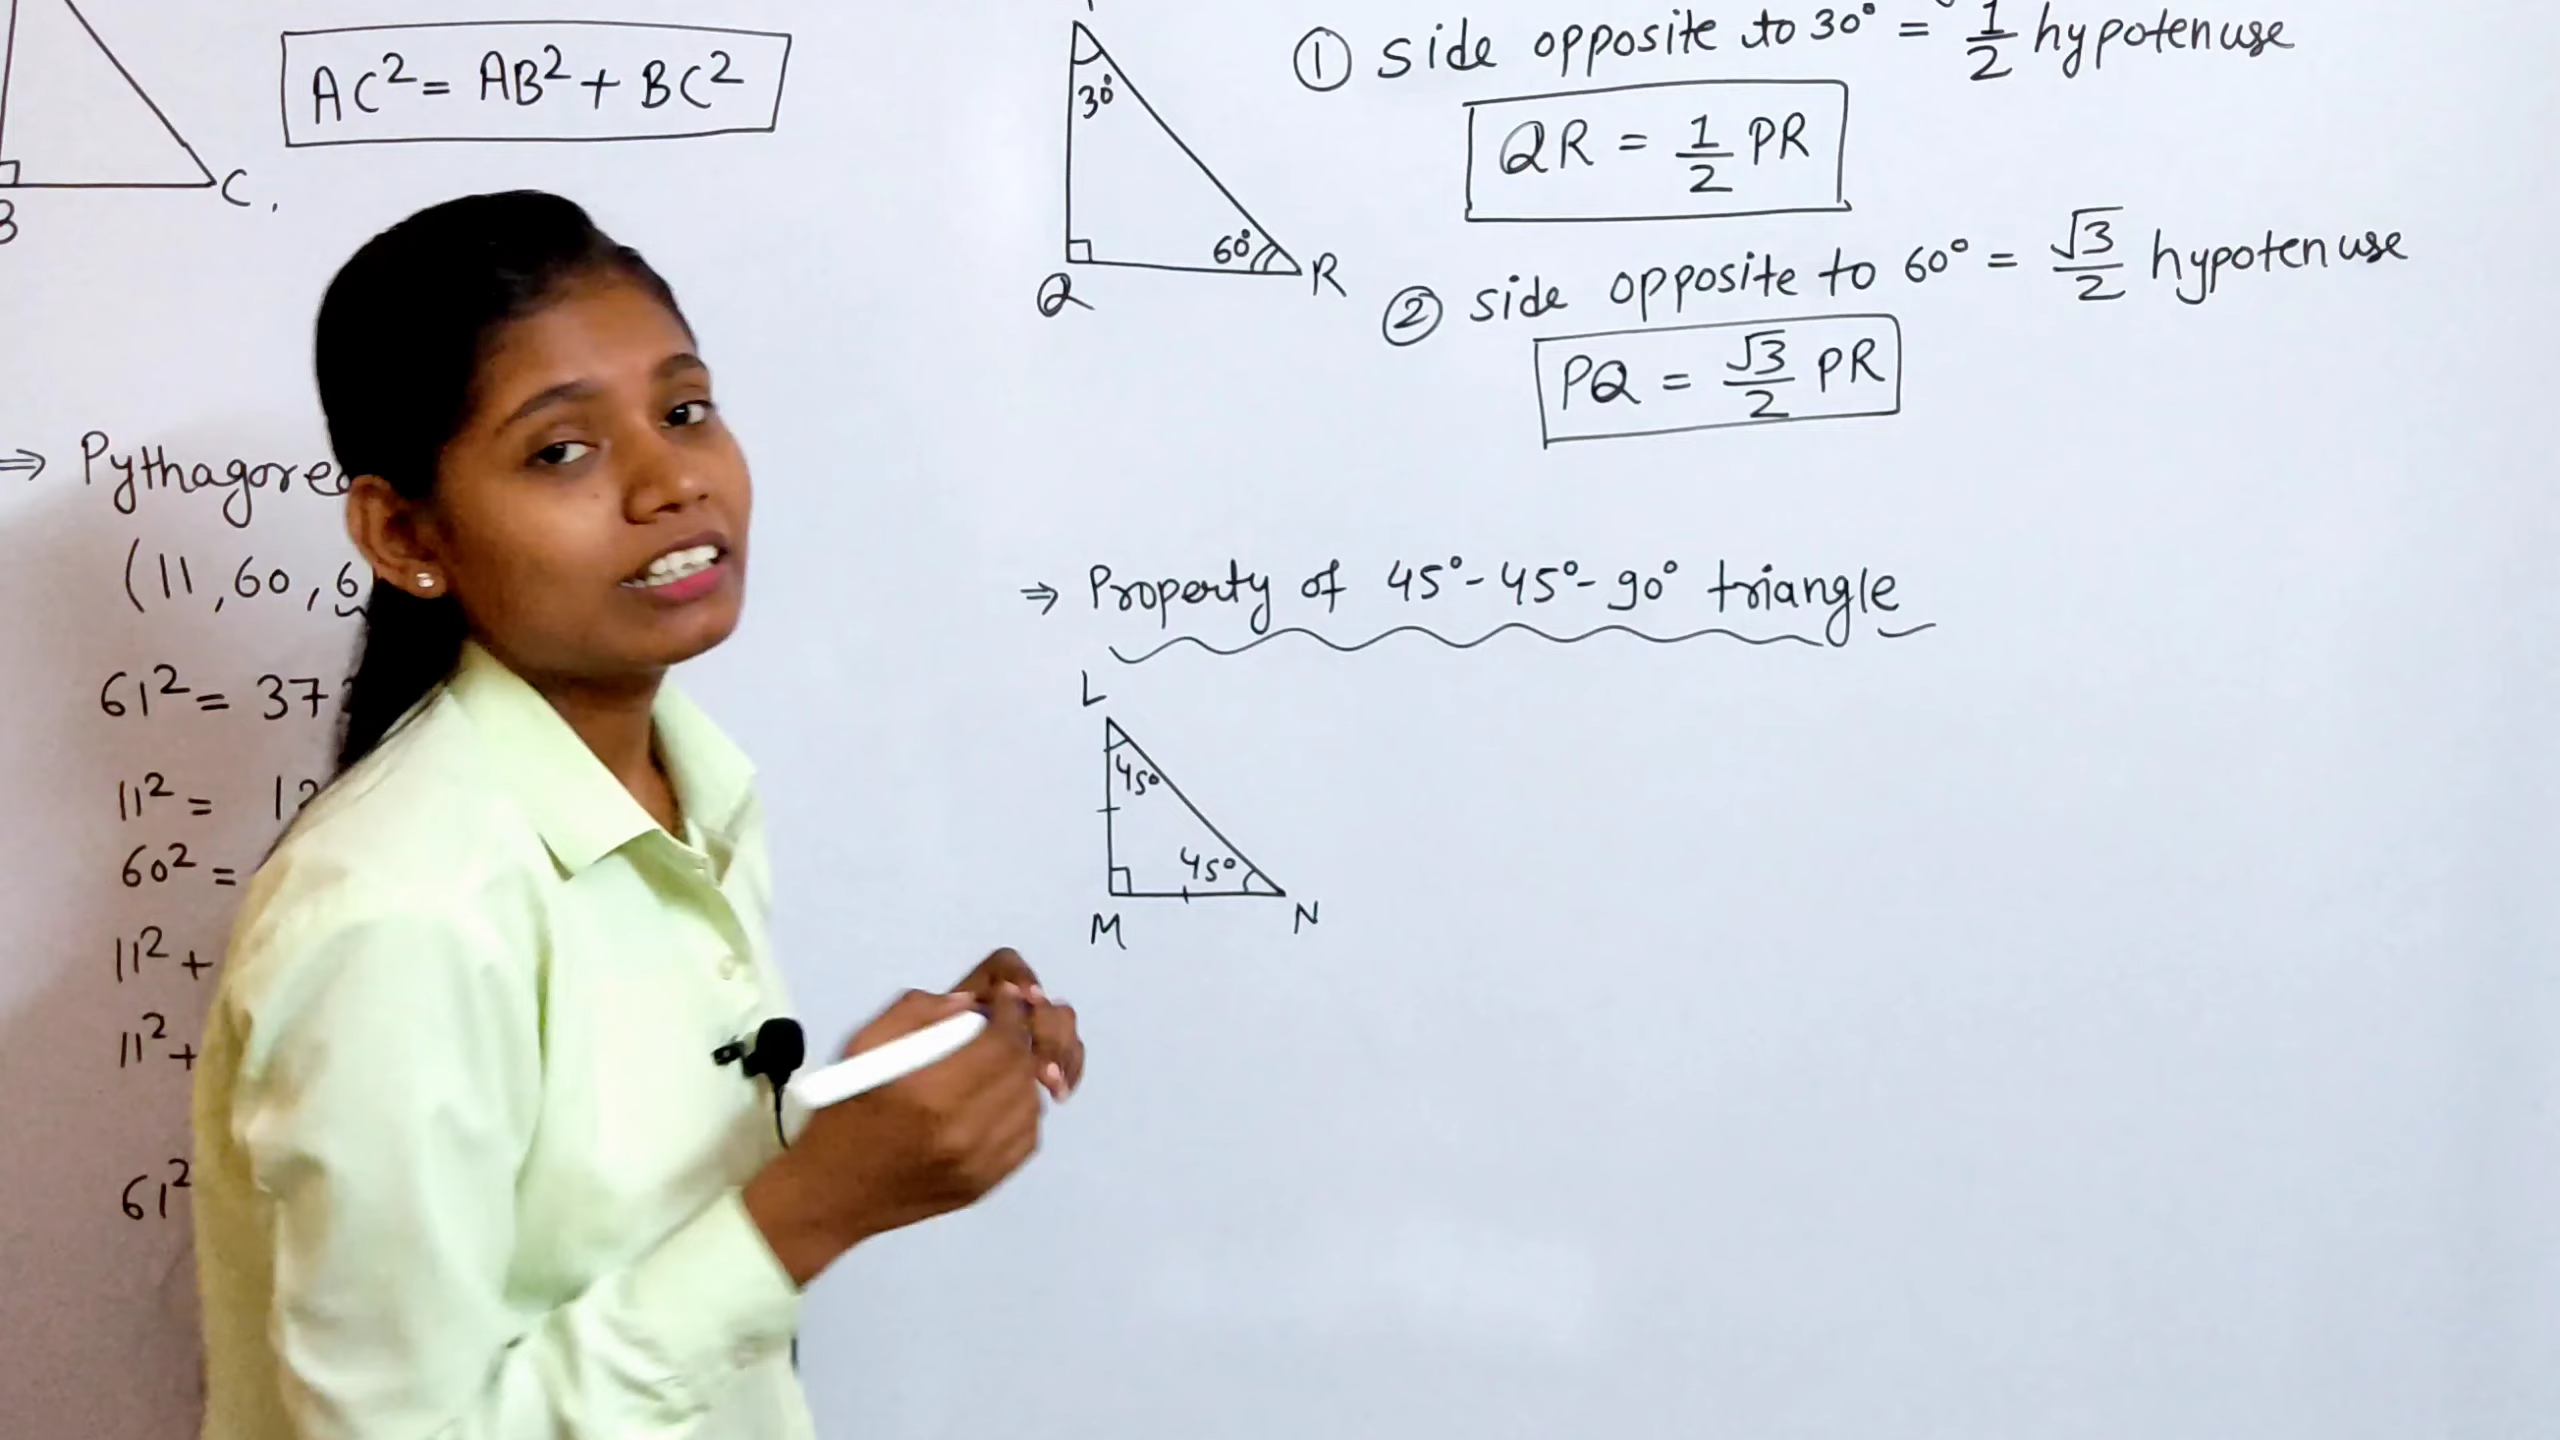 AC² = AB² + BC²
C.
B
⇒ Pythagorea
(11, 60, 6
61² = 37
11² = 12
60² =
11² +
11² +
61²
30°
60°
Q
R
① side opposite to 30° = 1/2 hypotenuse
QR = 1/2 PR
② side opposite to 60° = √3/2 hypotenuse
PQ = √3/2 PR
⇒ Property of 45°-45°-90° triangle
L
45°
45°
M
N